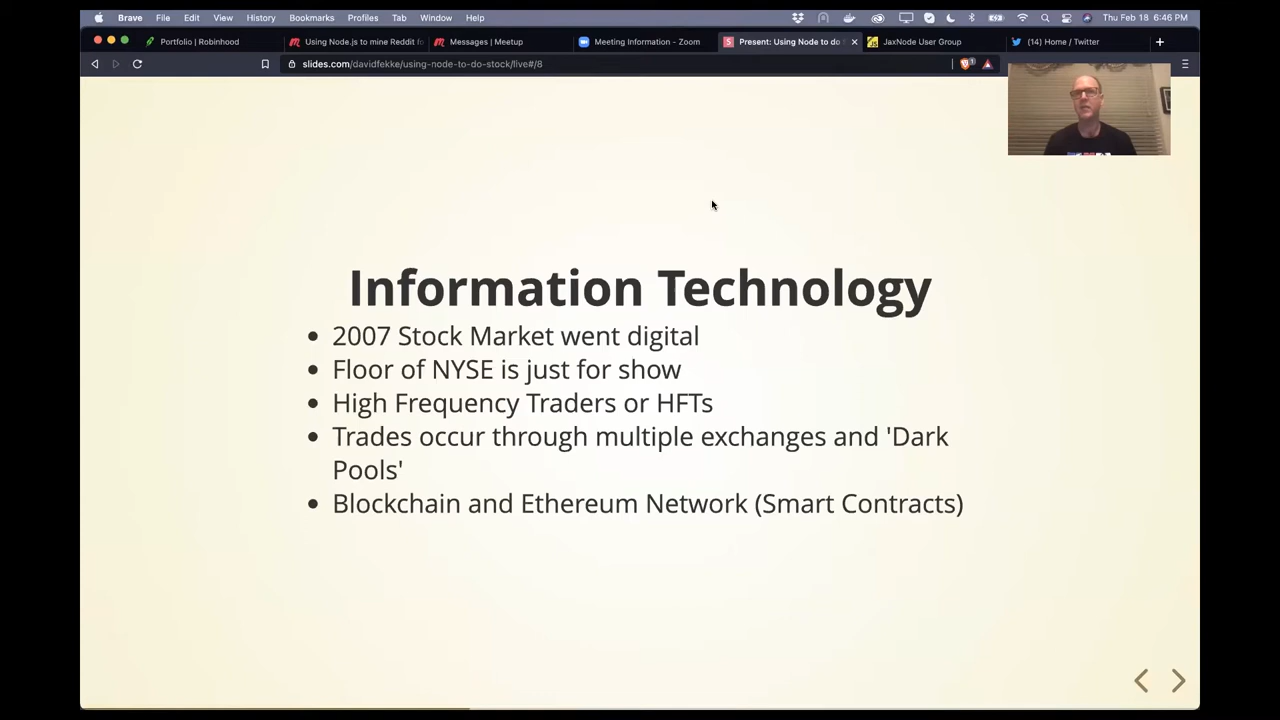 Brave File Edit View History Bookmarks Profiles Tab Window Help Thu Feb 18 6:46 PM
Portfolio | Robinhood Using Node.js to mine Reddit fo Messages | Meetup Meeting Information - Zoom Present: Using Node to do JaxNode User Group (14) Home / Twitter
slides.com/davidfekke/using-node-to-do-stock/live#/8
Information Technology
• 2007 Stock Market went digital
• Floor of NYSE is just for show
• High Frequency Traders or HFTs
• Trades occur through multiple exchanges and 'Dark
Pools'
• Blockchain and Ethereum Network (Smart Contracts)